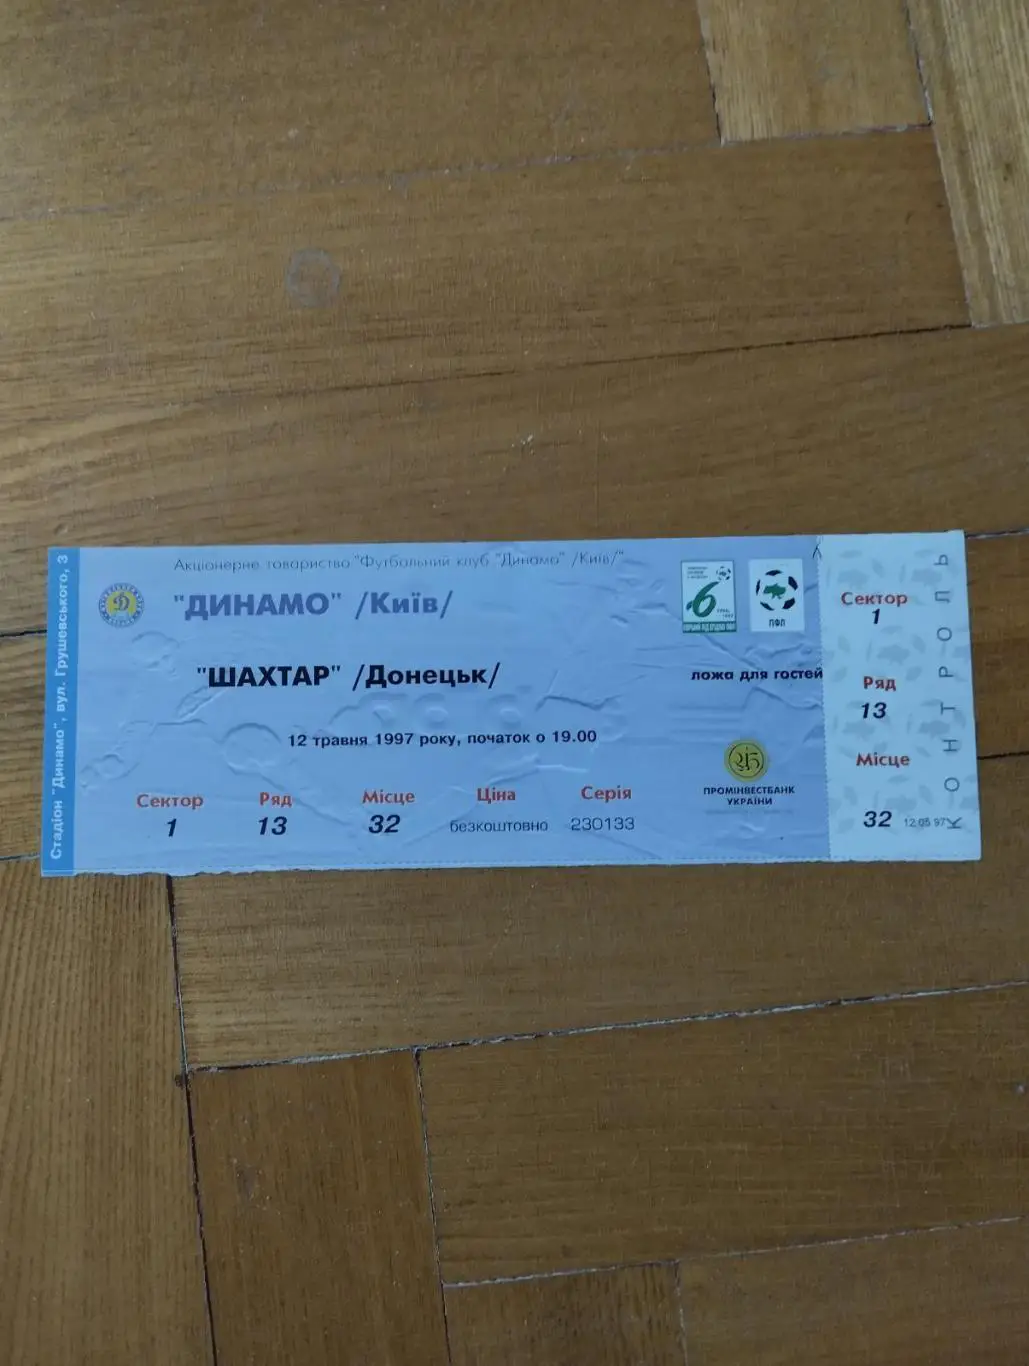 Стадіон "Динамо", вул. Грушевського, 3
Акціонерне товариство "Футбольний клуб "Динамо" /Київ/"
"ДИНАМО" /Київ/
"ШАХТАР" /Донецьк/
12 травня 1997 року, початок о 19.00
Сектор Ряд Місце Ціна Серія
1 13 32 безкоштовно 230133
6
ПФЛ
ложа для гостей
ПРОМІНВЕСТБАНК
УКРАЇНИ
Сектор
1
Ряд
13
Місце
32 12.05.97
КОНТРОЛЬ